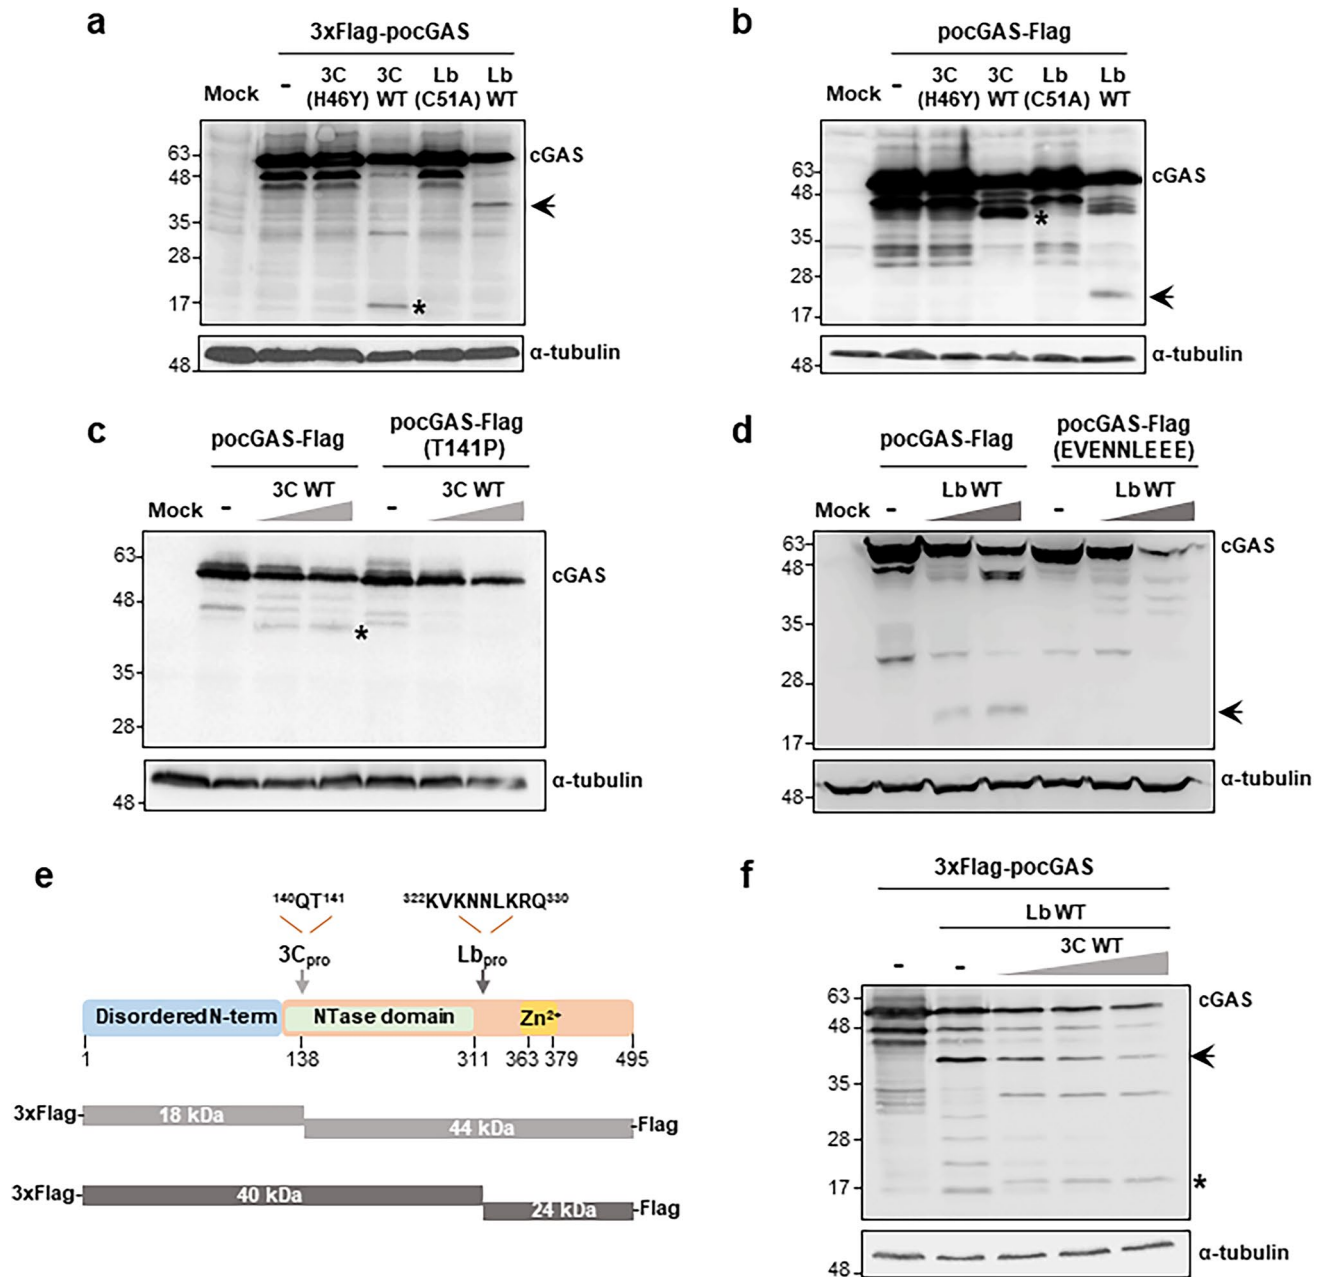 a
3xFlag-pocGAS
Mock - 3C (H46Y) 3C WT Lb (C51A) Lb WT
63
48
35
28
17
cGAS
*
48
α-tubulin
b
pocGAS-Flag
Mock - 3C (H46Y) 3C WT Lb (C51A) Lb WT
63
48
35
28
17
cGAS
*
48
α-tubulin
c
pocGAS-Flag
pocGAS-Flag
(T141P)
3C WT
3C WT
Mock - -
63
48
35
28
cGAS
*
48
α-tubulin
d
pocGAS-Flag
pocGAS-Flag
(EVENNLEEE)
Lb WT
Lb WT
Mock - -
63
48
35
28
17
cGAS
48
α-tubulin
e
¹⁴⁰QT¹⁴¹ ³²²KVKNNLKRQ³³⁰
3Cpro Lbpro
Disordered N-term NTase domain Zn²⁺
1 138 311 363 379 495
3xFlag- 18 kDa
44 kDa -Flag
3xFlag- 40 kDa
24 kDa -Flag
f
3xFlag-pocGAS
Lb WT
3C WT
- -
63
48
35
28
17
cGAS
*
48
α-tubulin